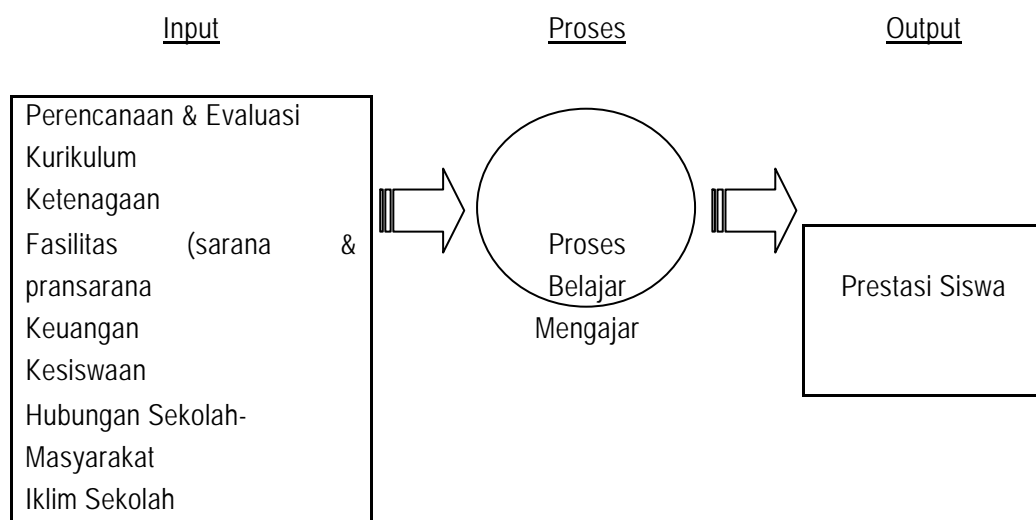 Input Proses Output
Perencanaan & Evaluasi
Kurikulum
Ketenagaan
Fasilitas (sarana &
pransarana
Keuangan
Kesiswaan
Hubungan Sekolah-
Masyarakat
Iklim Sekolah
Proses
Belajar
Mengajar
Prestasi Siswa